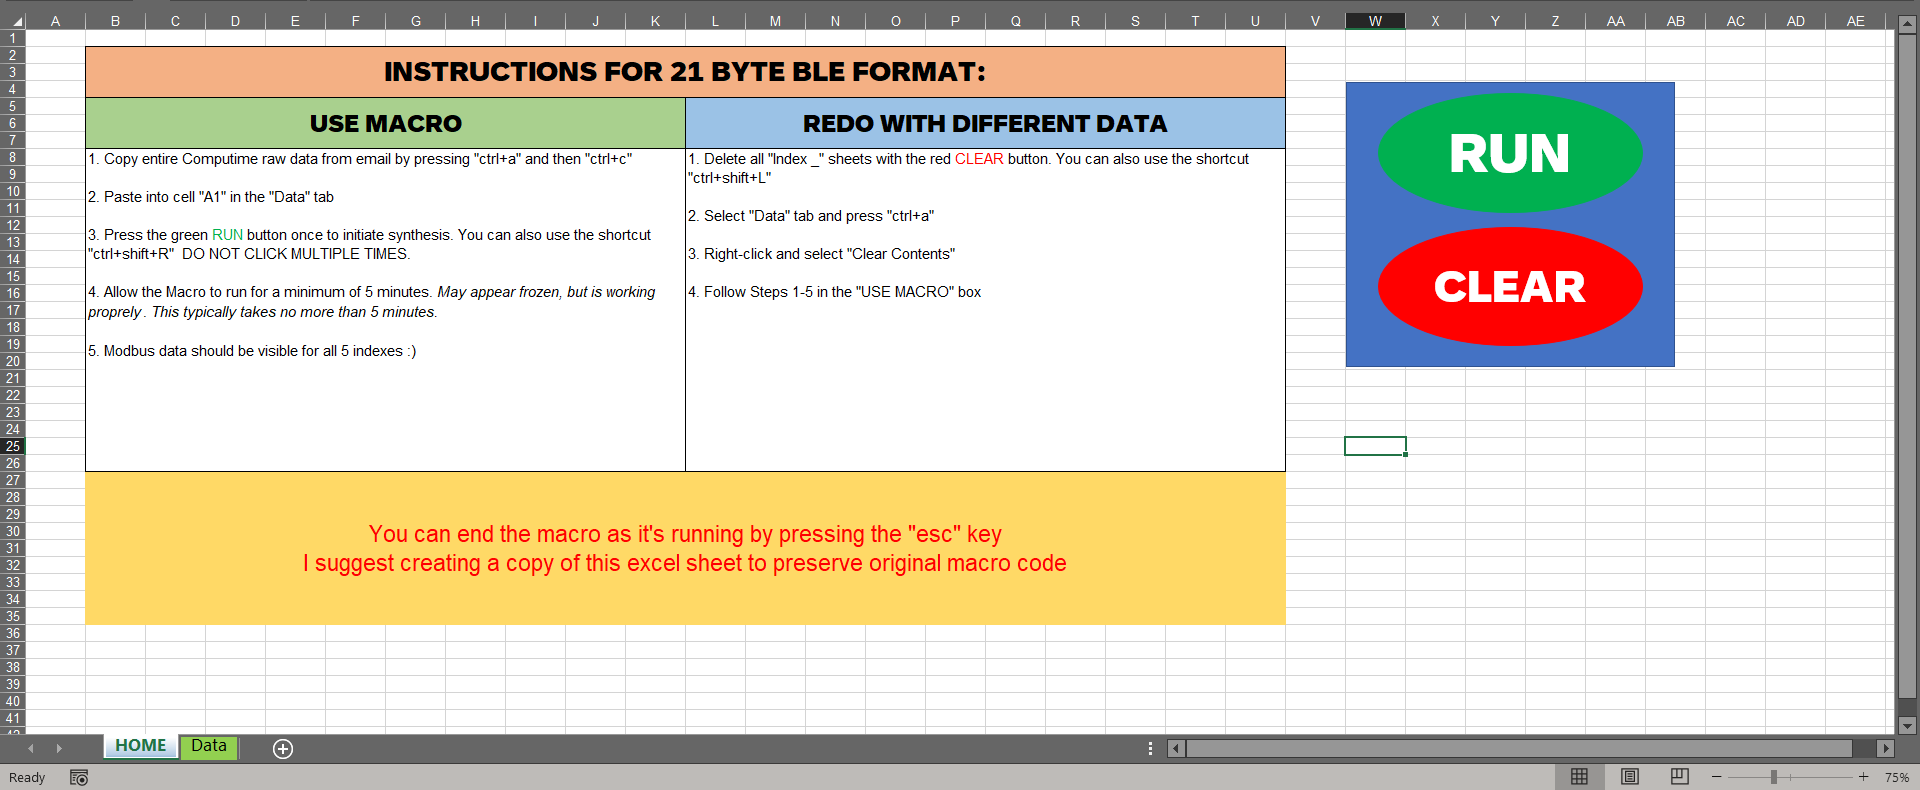 A B C D E F G H I J K L M N O P Q R S T U V W X Y Z AA AB AC AD AE
1
2
3
4
5
6
7
8
9
10
11
12
13
14
15
16
17
18
19
20
21
22
23
24
25
26
27
28
29
30
31
32
33
34
35
36
37
38
39
40
41
42
INSTRUCTIONS FOR 21 BYTE BLE FORMAT:
USE MACRO
1. Copy entire Computime raw data from email by pressing "ctrl+a" and then "ctrl+c"
2. Paste into cell "A1" in the "Data" tab
3. Press the green RUN button once to initiate synthesis. You can also use the shortcut
"ctrl+shift+R"  DO NOT CLICK MULTIPLE TIMES.
4. Allow the Macro to run for a minimum of 5 minutes. May appear frozen, but is working
proprely. This typically takes no more than 5 minutes.
5. Modbus data should be visible for all 5 indexes :)
REDO WITH DIFFERENT DATA
1. Delete all "Index _" sheets with the red CLEAR button. You can also use the shortcut
"ctrl+shift+L"
2. Select "Data" tab and press "ctrl+a"
3. Right-click and select "Clear Contents"
4. Follow Steps 1-5 in the "USE MACRO" box
You can end the macro as it's running by pressing the "esc" key
I suggest creating a copy of this excel sheet to preserve original macro code
RUN
CLEAR
HOME Data
Ready
75%